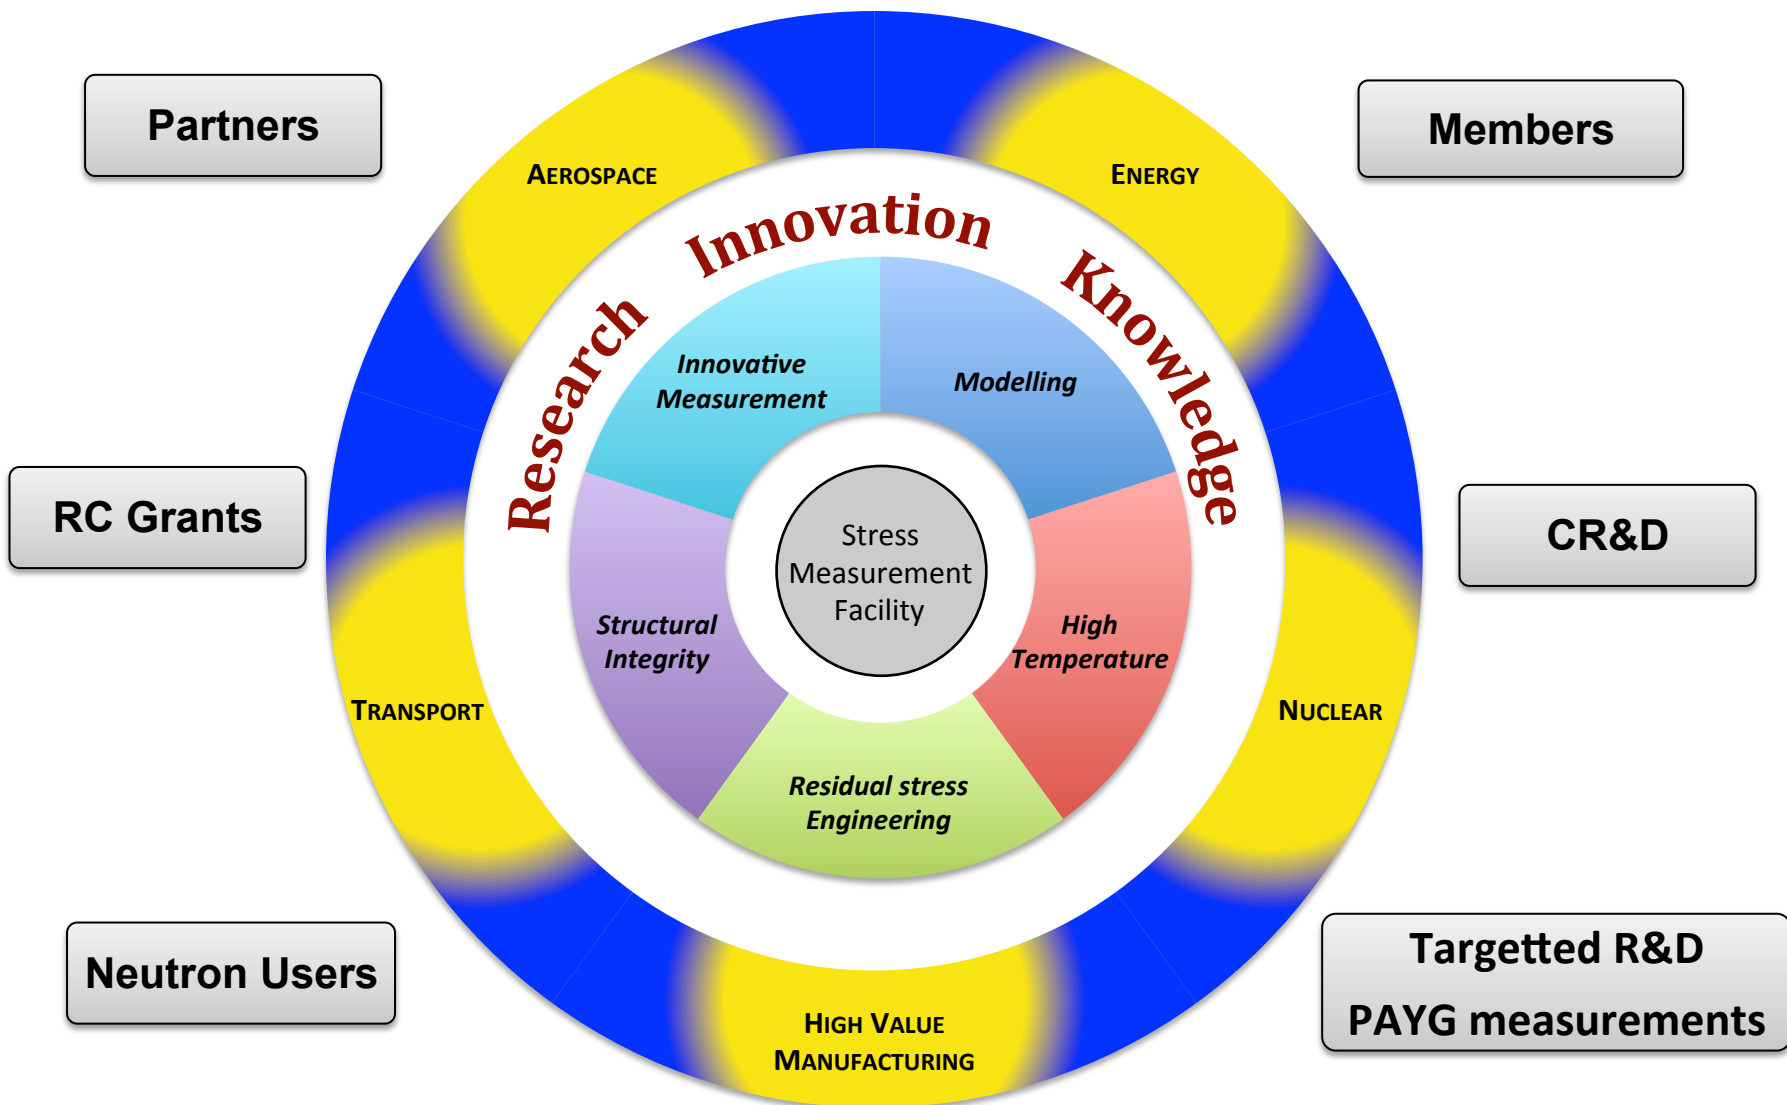 Partners
Members
AEROSPACE
ENERGY
Research Innovation Knowledge
Innovative
Measurement
Modelling
RC Grants
CR&D
Stress
Measurement
Facility
Structural
Integrity
High
Temperature
TRANSPORT
NUCLEAR
Residual stress
Engineering
Neutron Users
Targetted R&D
PAYG measurements
HIGH VALUE
MANUFACTURING